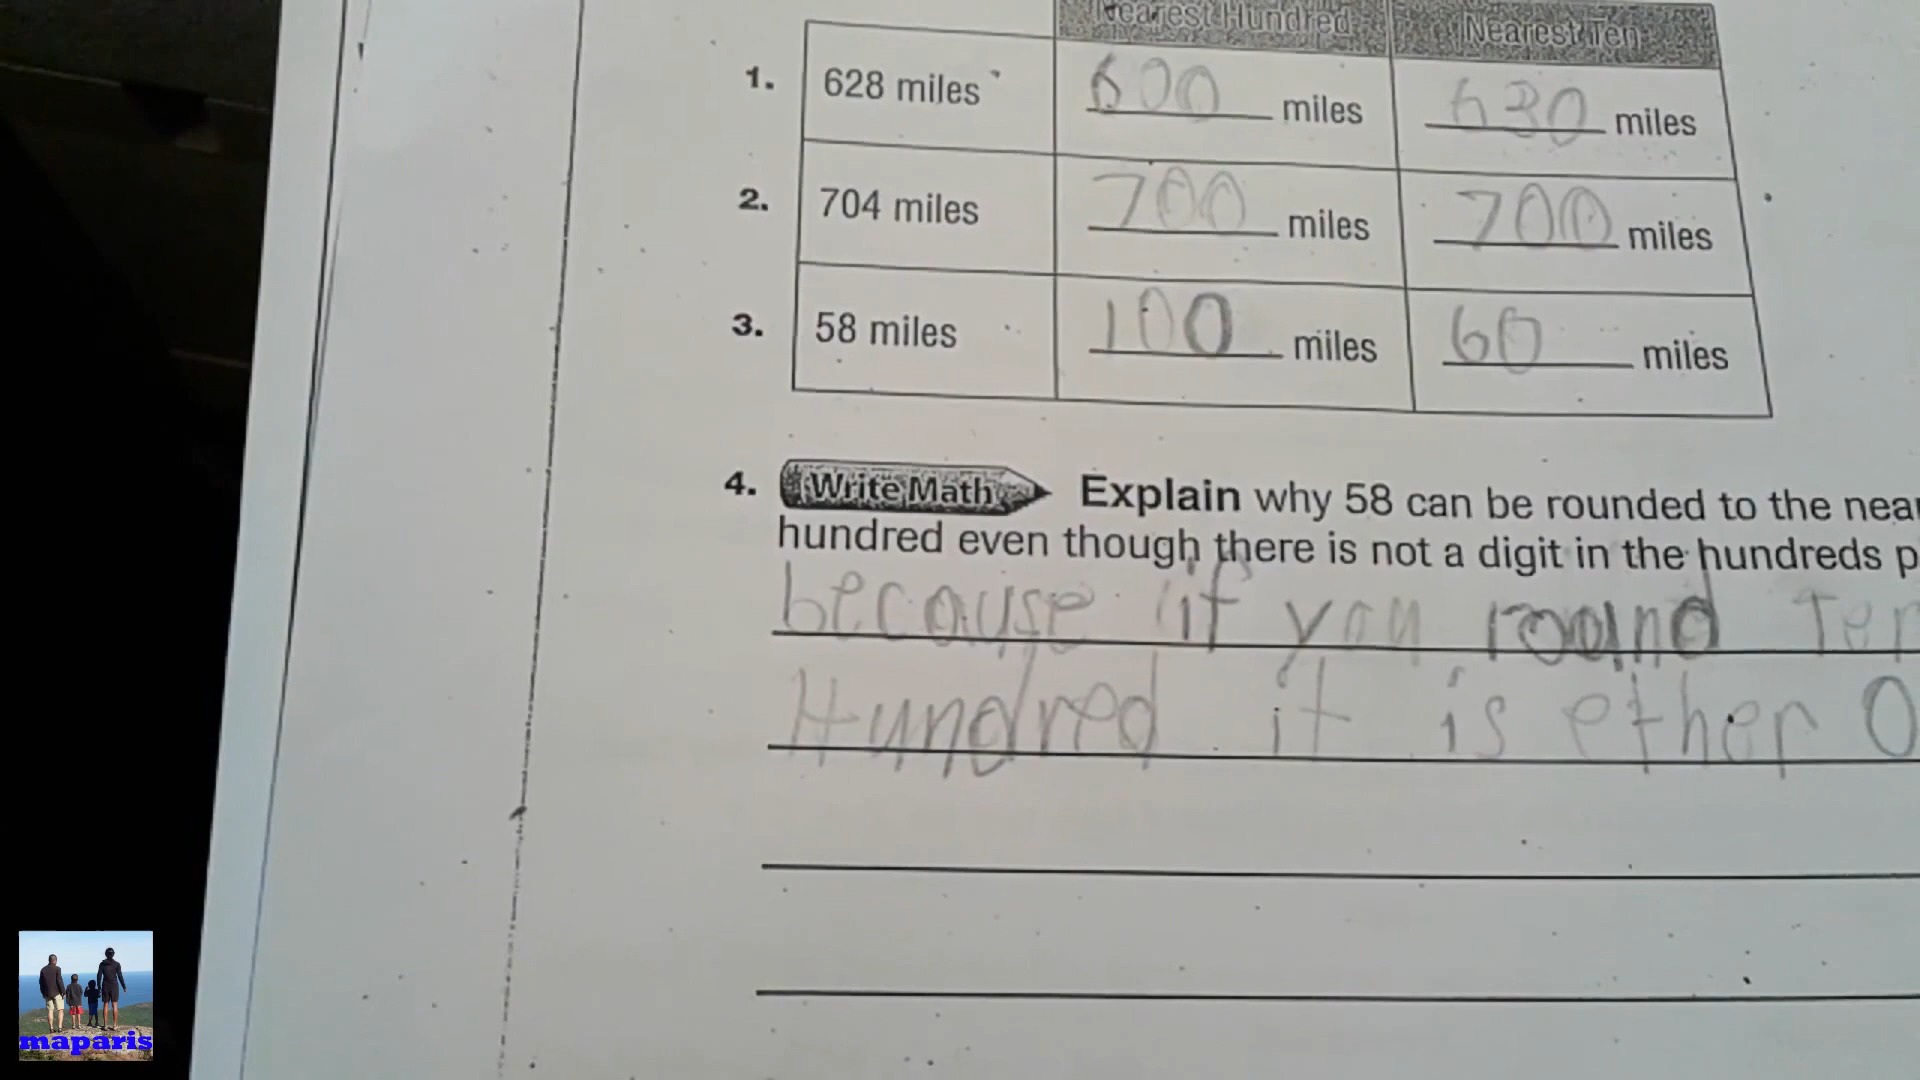 Nearest Hundred Nearest Ten
1. 628 miles 600 miles 630 miles
2. 704 miles 700 miles 700 miles
3. 58 miles 100 miles 60 miles
4. Write Math Explain why 58 can be rounded to the near
hundred even though there is not a digit in the hundreds p
because if you round Ten
Hundred it is ether 0
maparis